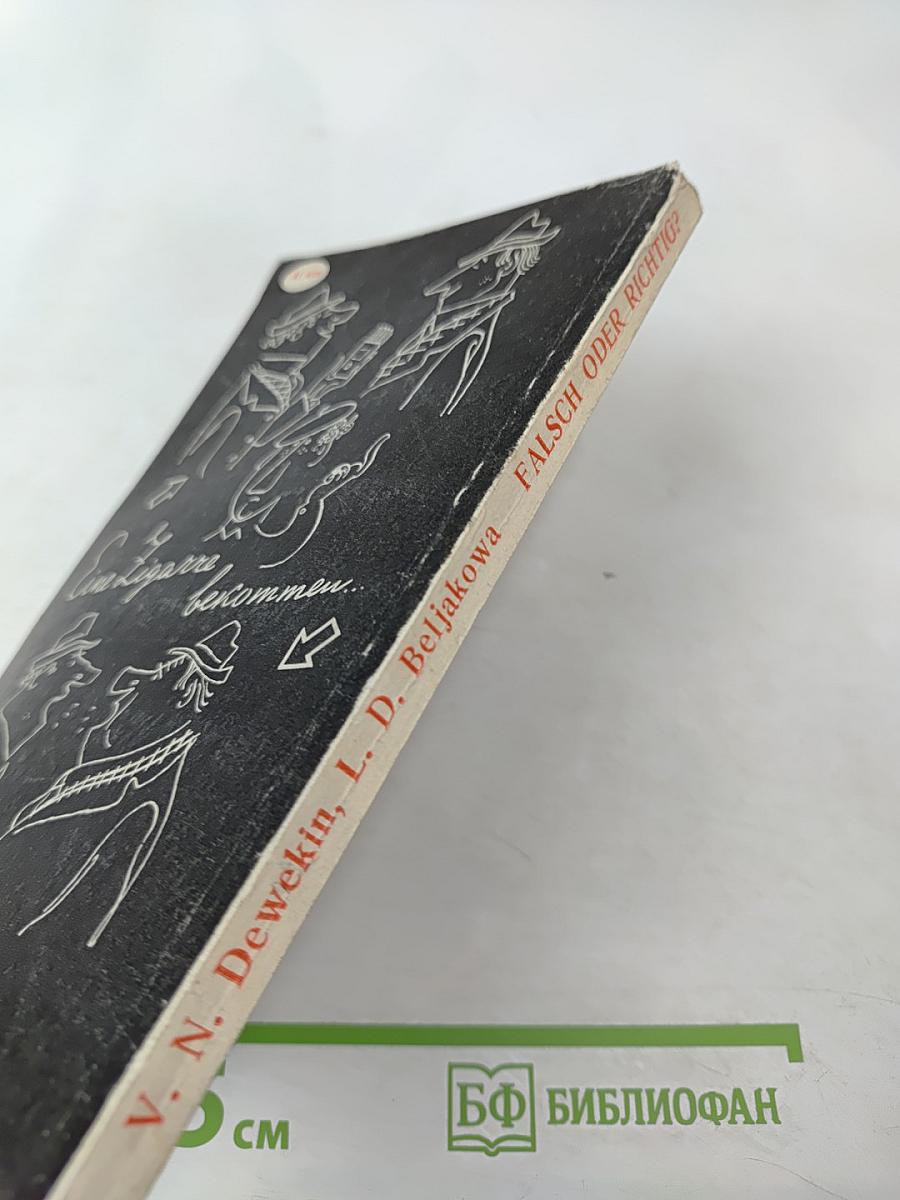 Eine Zigarre
bekommen...
V. N. Dewekin, L. D. Beljakowa FALSCH ODER RICHTIG?
см
БФ БИБЛИОФАН